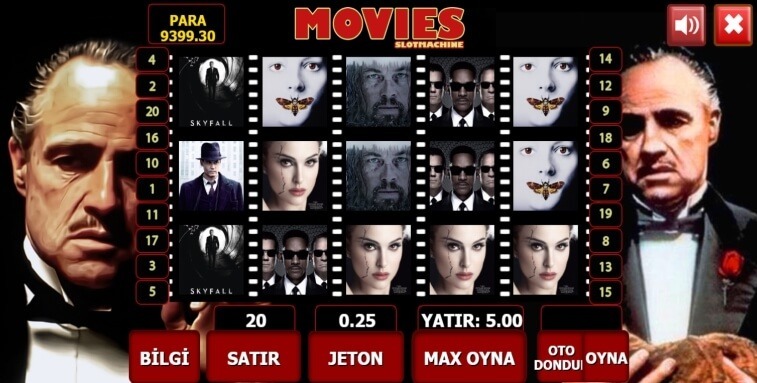 PARA
9399.30
MOVIES
SLOTMACHINE
4
14
2
12
20
9
16
18
10
6
1
7
11
19
17
8
3
13
5
15
SKYFALL
SKYFALL
20
0.25
YATIR: 5.00
BİLGİ
SATIR
JETON
MAX OYNA
OTO
DONDU
OYNA